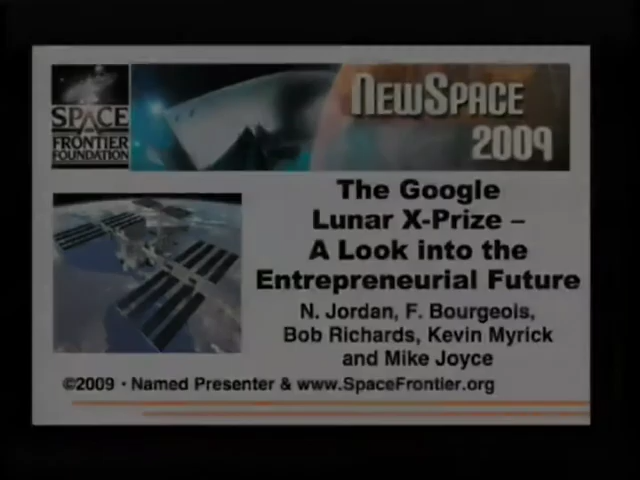 SPACE
FRONTIER
FOUNDATION
NEWSPACE
2009
The Google
Lunar X-Prize –
A Look into the
Entrepreneurial Future
N. Jordan, F. Bourgeois,
Bob Richards, Kevin Myrick
and Mike Joyce
©2009 · Named Presenter & www.SpaceFrontier.org